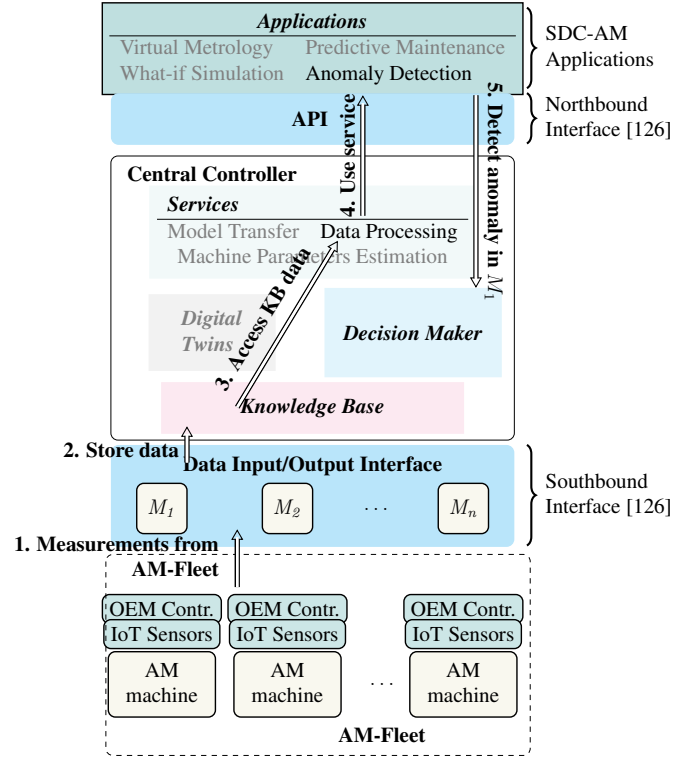 Applications
Virtual Metrology Predictive Maintenance
What-if Simulation Anomaly Detection
SDC-AM
Applications
API
Northbound
Interface [126]
4. Use service
5. Detect anomaly in M1
Central Controller
Services
Model Transfer Data Processing
Machine Parameters Estimation
Digital
Twins
3. Access KB data
Decision Maker
Knowledge Base
2. Store data
Data Input/Output Interface
M1 M2 ... Mn
Southbound
Interface [126]
1. Measurements from
AM-Fleet
OEM Contr. OEM Contr. OEM Contr.
IoT Sensors IoT Sensors IoT Sensors
AM AM ... AM
machine machine machine
AM-Fleet